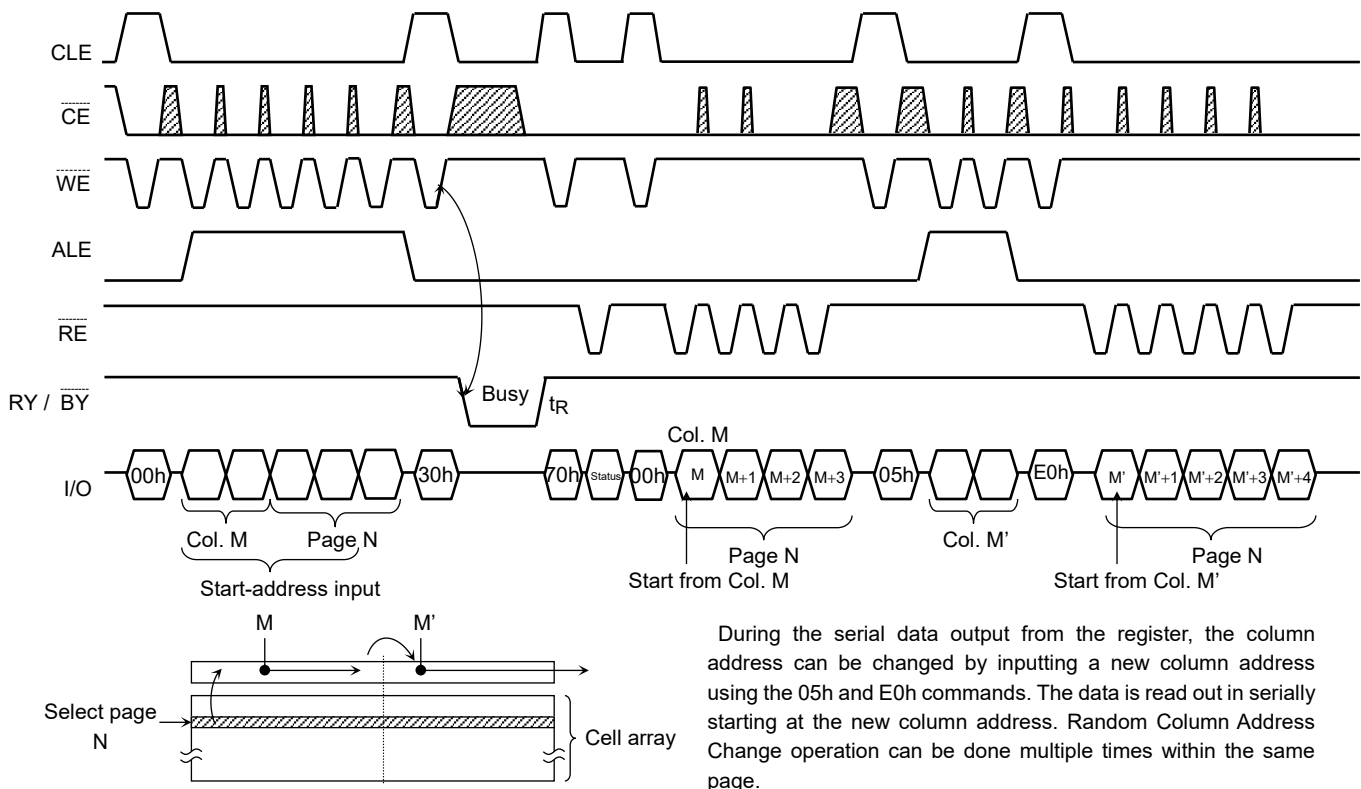 CLE
CE
WE
ALE
RE
RY / BY
Busy
tR
Col. M
I/O
00h
30h
70h
Status
00h
M
M+1
M+2
M+3
05h
E0h
M'
M'+1
M'+2
M'+3
M'+4
Col. M
Page N
Start-address input
Page N
Start from Col. M
Col. M’
Page N
Start from Col. M’
M
M’
Select page
N
Cell array
During the serial data output from the register, the column
address can be changed by inputting a new column address
using the 05h and E0h commands. The data is read out in serially
starting at the new column address. Random Column Address
Change operation can be done multiple times within the same
page.